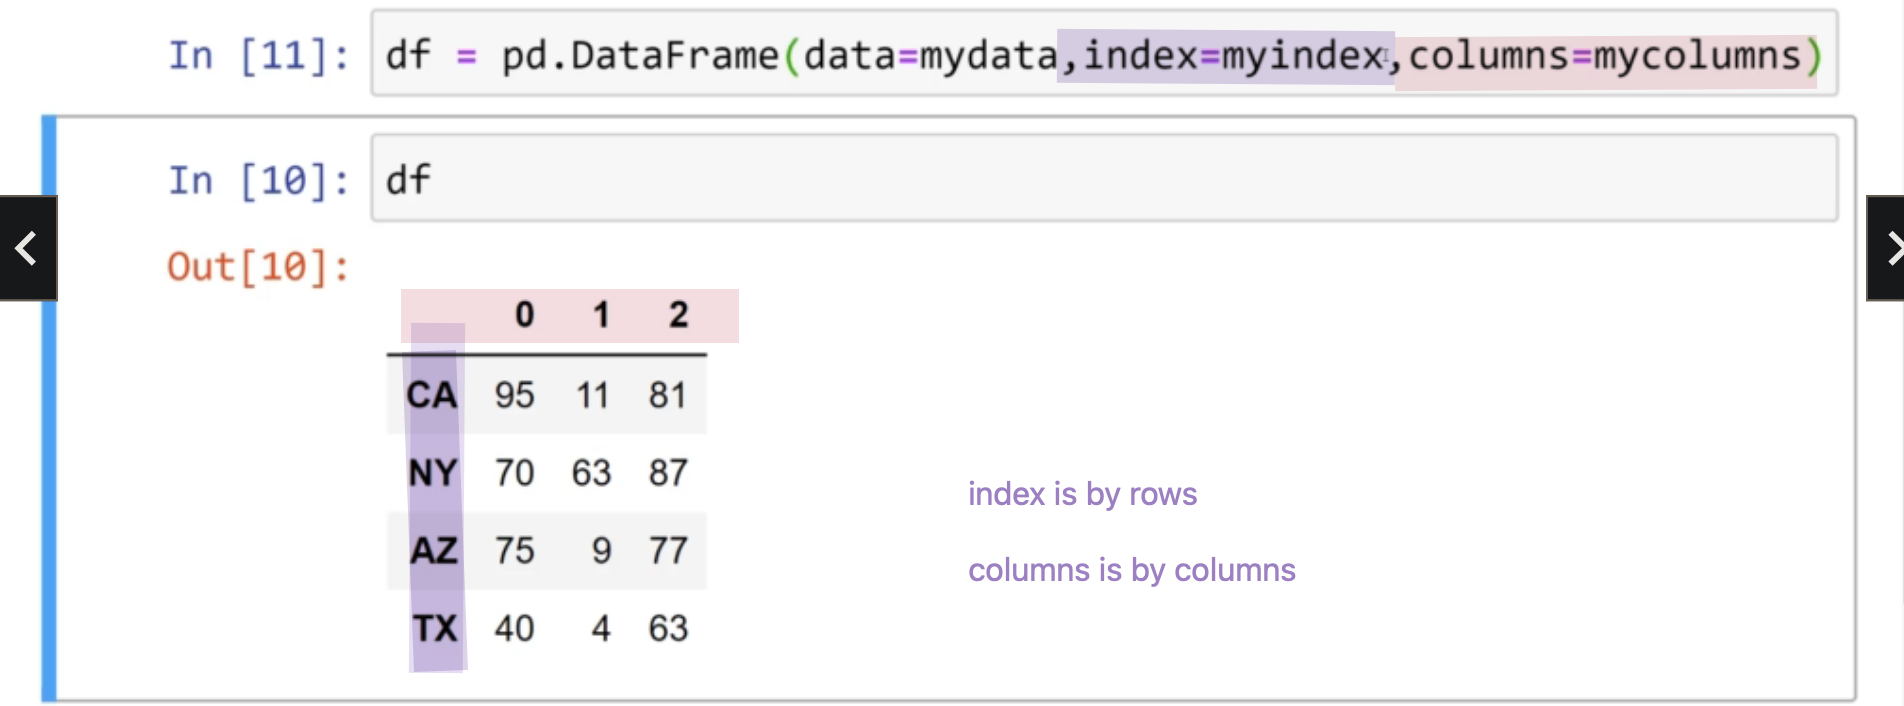 In [11]: df = pd.DataFrame(data=mydata,index=myindex,columns=mycolumns)
In [10]: df
Out[10]:
0 1 2
CA 95 11 81
NY 70 63 87
AZ 75 9 77
TX 40 4 63
index is by rows
columns is by columns